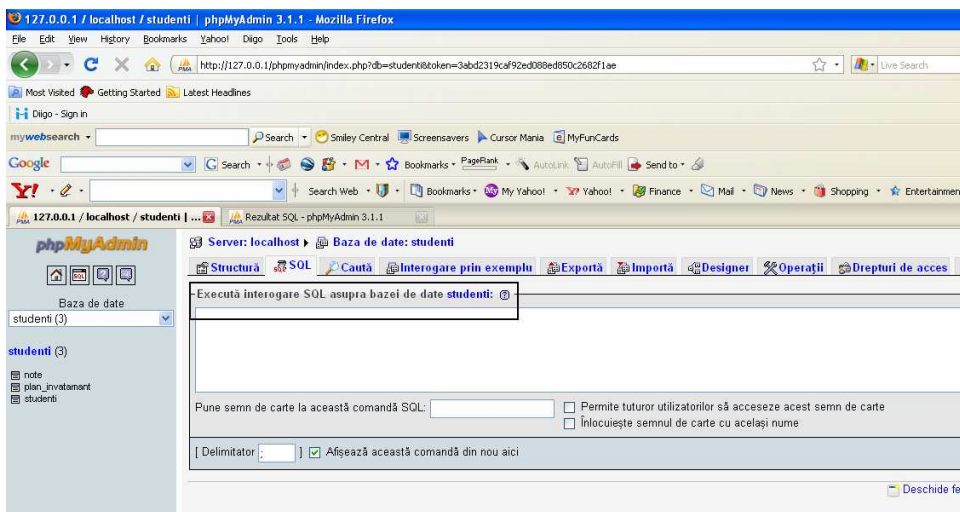 127.0.0.1 / localhost / studenti | phpMyAdmin 3.1.1 - Mozilla Firefox
File Edit View History Bookmarks Yahoo! Diigo Tools Help
http://127.0.0.1/phpmyadmin/index.php?db=studenti&token=3abd2319caf92ed088ed850c2682f1ae Live Search
Most Visited Getting Started Latest Headlines
Diigo - Sign in
mywebsearch Search Smiley Central Screensavers Cursor Mania MyFunCards
Google Search Bookmarks PageRank AutoLink AutoFill Send to
Y! Search Web Bookmarks My Yahoo! Yahoo! Finance Mail News Shopping Entertainmen
127.0.0.1 / localhost / studenti | ... Rezultat SQL - phpMyAdmin 3.1.1
phpMyAdmin
SQL
Baza de date
studenti (3)
studenti (3)
note
plan_invatamant
studenti
Server: localhost Baza de date: studenti
Structură SQL Caută Interogare prin exemplu Exportă Importă Designer Operaţii Drepturi de acces
Execută interogare SQL asupra bazei de date studenti:
Pune semn de carte la această comandă SQL: Permite tuturor utilizatorilor să acceseze acest semn de carte
Înlocuieşte semnul de carte cu acelaşi nume
[ Delimitator ; ] Afişează această comandă din nou aici
Deschide fe